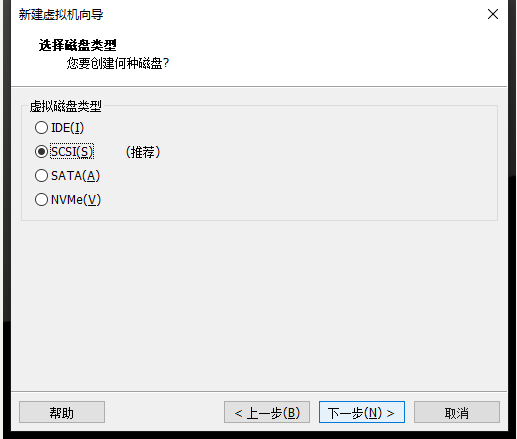 新建虚拟机向导
选择磁盘类型
您要创建何种磁盘?
虚拟磁盘类型
IDE(I)
SCSI(S) (推荐)
SATA(A)
NVMe(V)
帮助 < 上一步(B) 下一步(N) > 取消